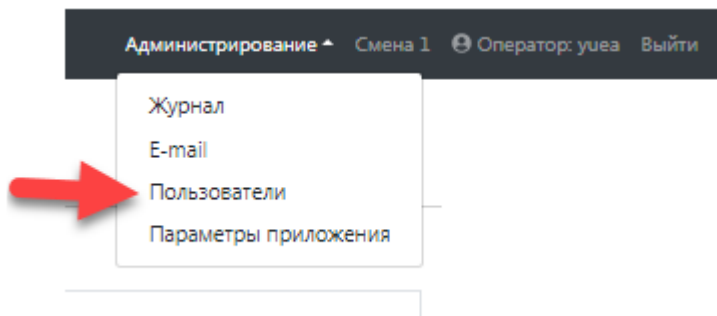 Администрирование Смена 1 Оператор: yuea Выйти
Журнал
E-mail
Пользователи
Параметры приложения